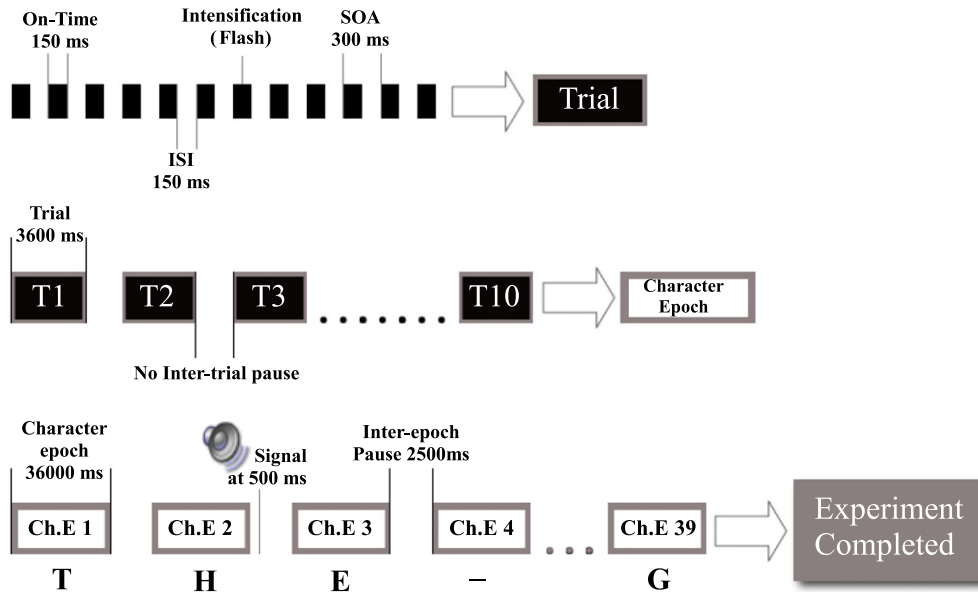 On-Time
150 ms
Intensification
(Flash)
SOA
300 ms
Trial
ISI
150 ms
Trial
3600 ms
T1
T2
T3
T10
Character
Epoch
No Inter-trial pause
Character
epoch
36000 ms
Signal
at 500 ms
Inter-epoch
Pause 2500ms
Ch.E 1
Ch.E 2
Ch.E 3
Ch.E 4
Ch.E 39
Experiment
Completed
T
H
E
–
G